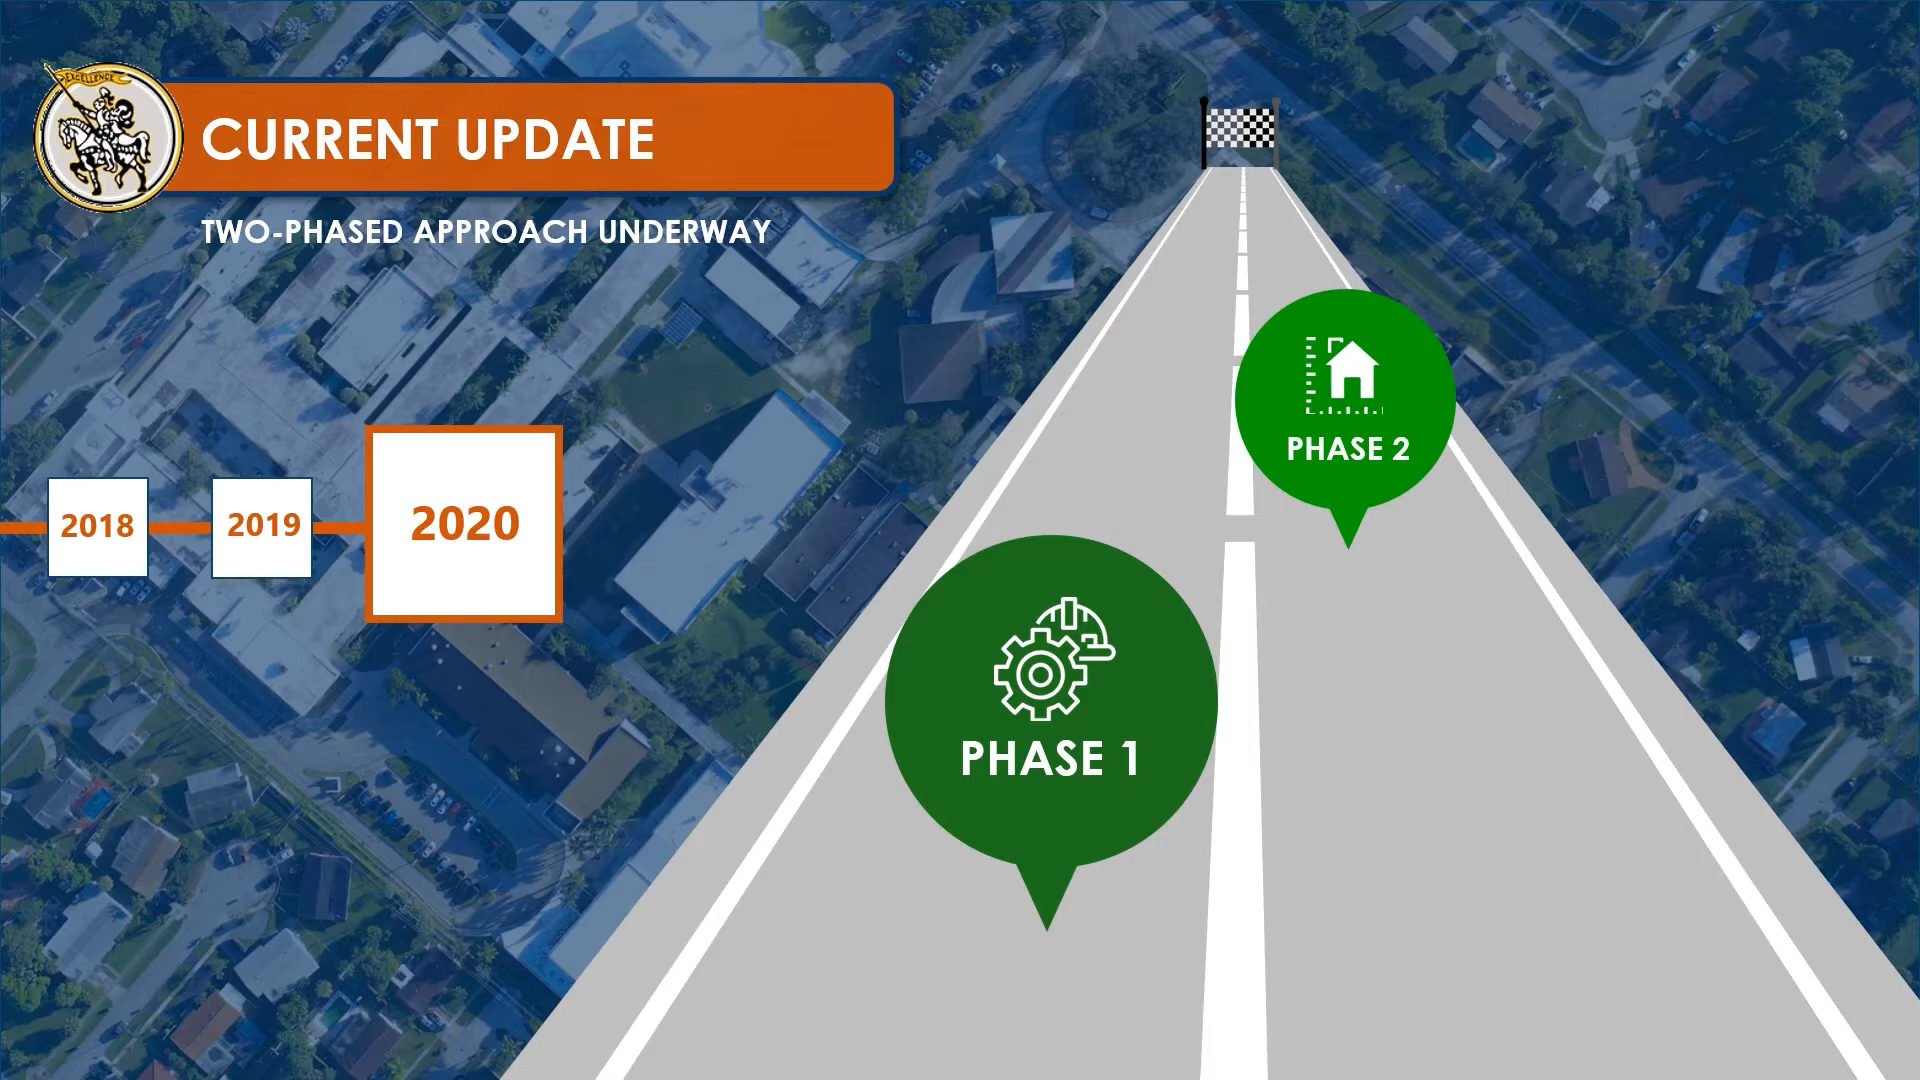 EXCELLENCE
CURRENT UPDATE
TWO-PHASED APPROACH UNDERWAY
2018
2019
2020
PHASE 2
PHASE 1